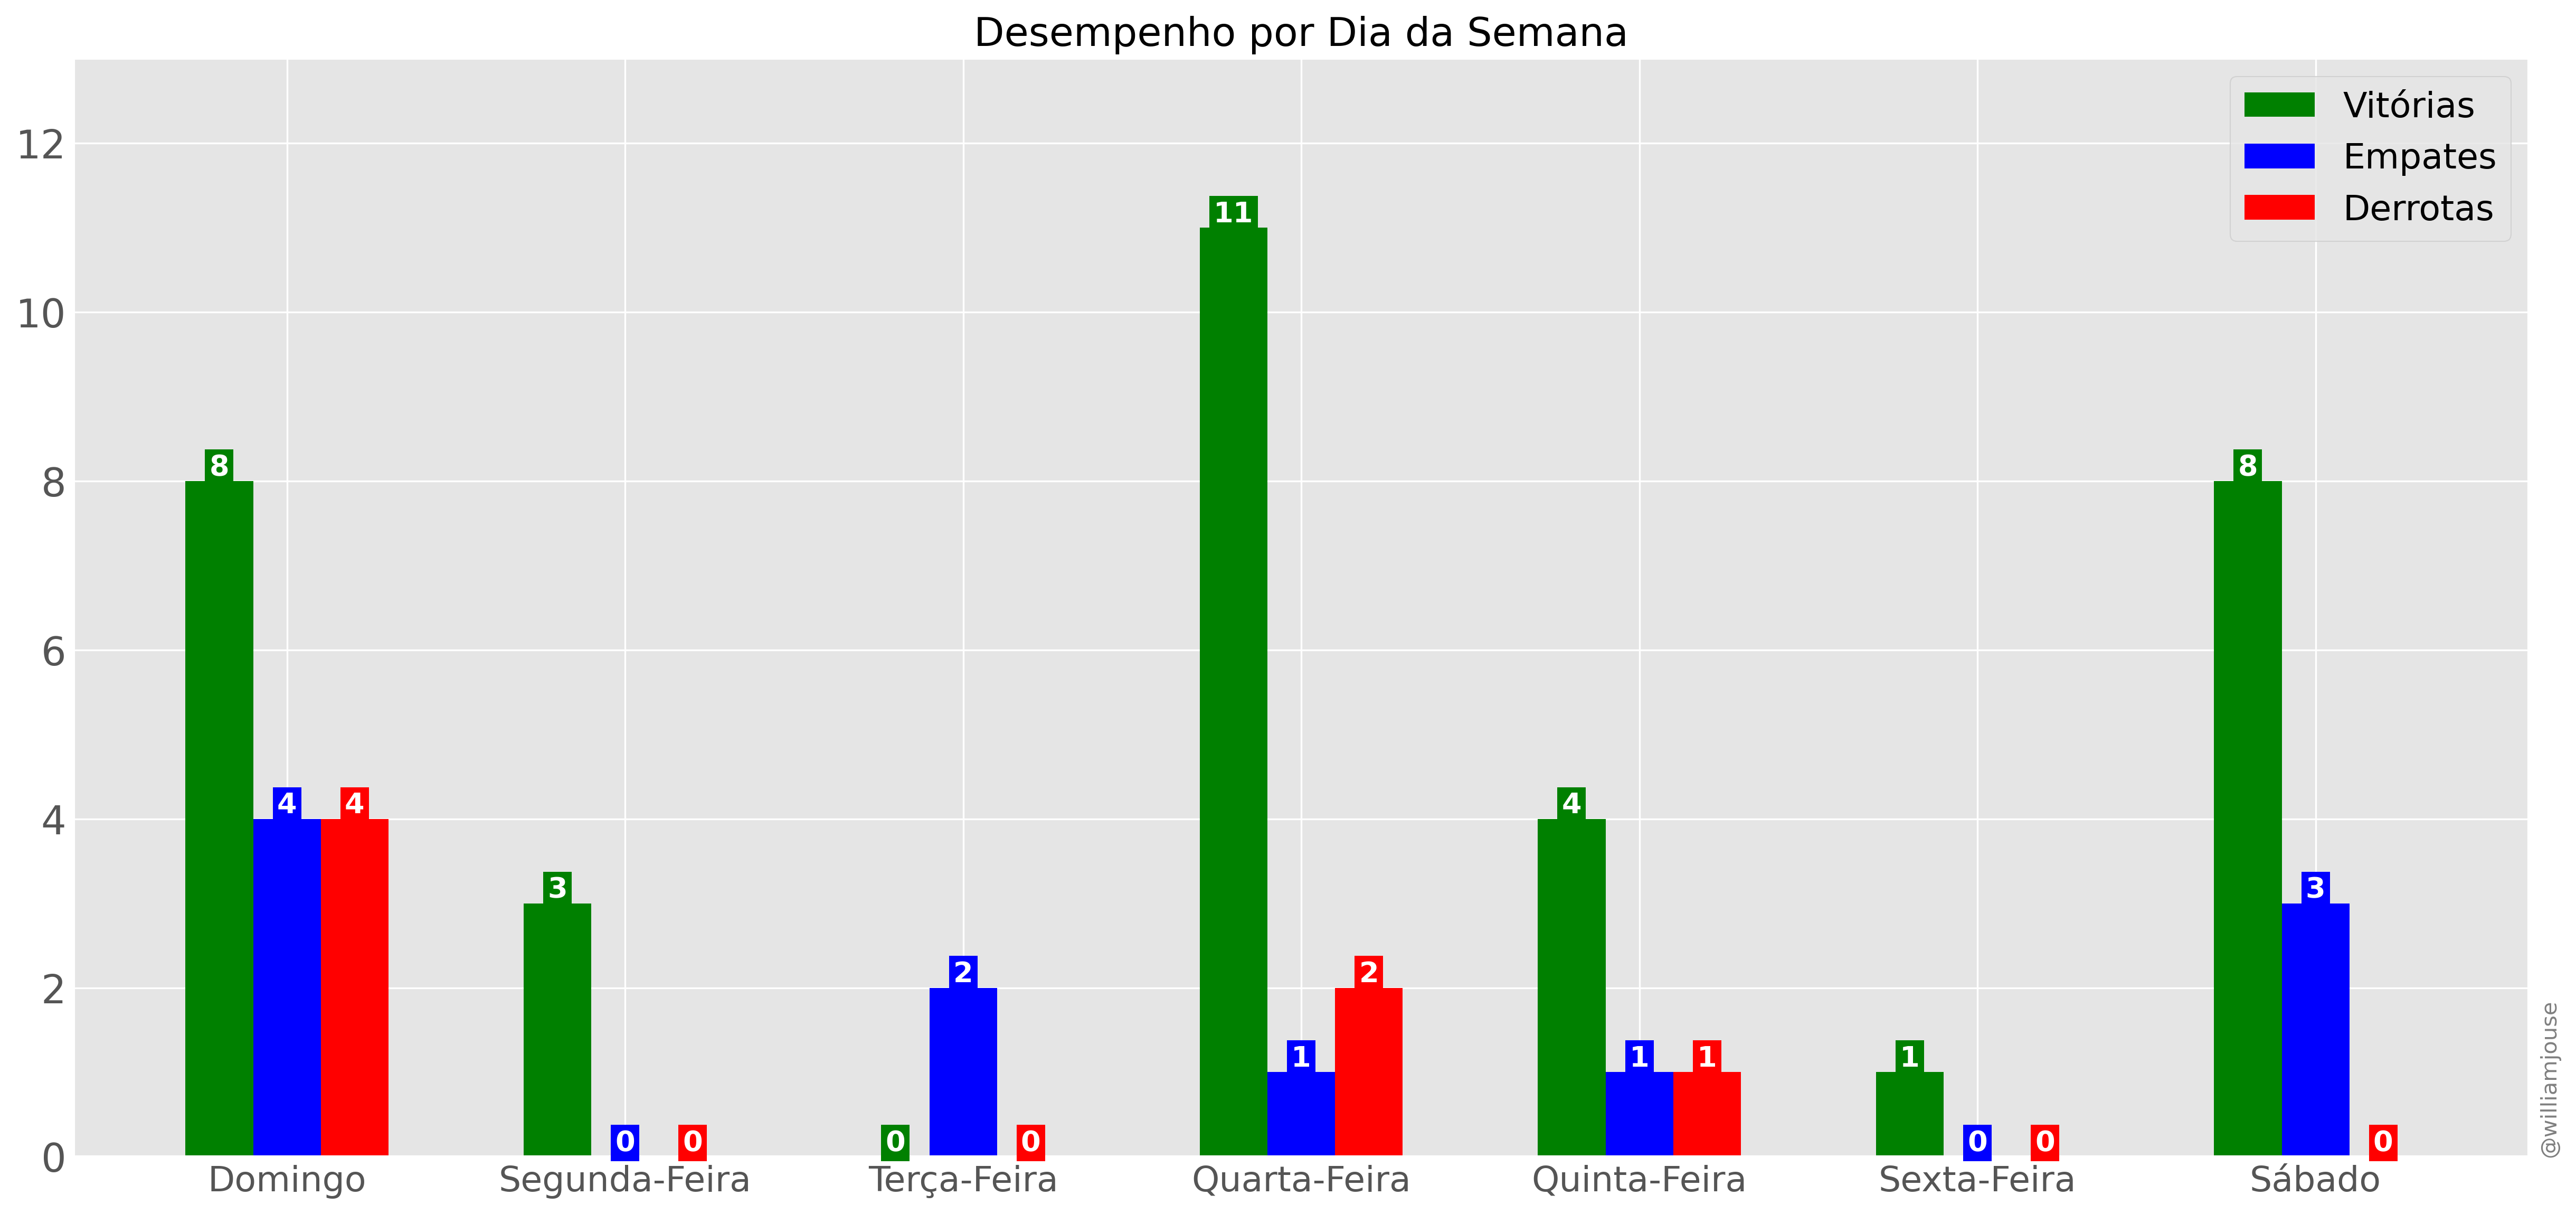 Desempenho por Dia da Semana
Vitórias
Empates
Derrotas
12
10
8
6
4
2
0
8
4
4
3
0
0
0
2
0
11
1
2
4
1
1
1
0
0
8
3
0
Domingo
Segunda-Feira
Terça-Feira
Quarta-Feira
Quinta-Feira
Sexta-Feira
Sábado
@williamjouse